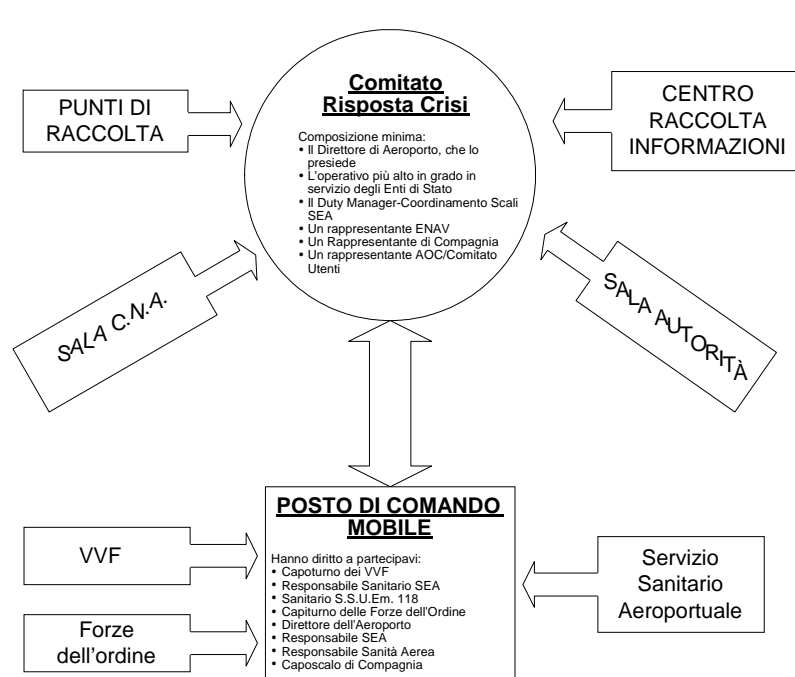 Comitato
Risposta Crisi
Composizione minima:
• Il Direttore di Aeroporto, che lo
presiede
• L'operativo più alto in grado in
servizio degli Enti di Stato
• Il Duty Manager-Coordinamento Scali
SEA
• Un rappresentante ENAV
• Un Rappresentante di Compagnia
• Un rappresentante AOC/Comitato
Utenti
PUNTI DI
RACCOLTA
CENTRO
RACCOLTA
INFORMAZIONI
SALA C.N.A.
SALA AUTORITÀ
POSTO DI COMANDO
MOBILE
Hanno diritto a partecipavi:
• Capoturno dei VVF
• Responsabile Sanitario SEA
• Sanitario S.S.U.Em. 118
• Capiturno delle Forze dell'Ordine
• Direttore dell'Aeroporto
• Responsabile SEA
• Responsabile Sanità Aerea
• Caposcalo di Compagnia
VVF
Forze
dell'ordine
Servizio
Sanitario
Aeroportuale